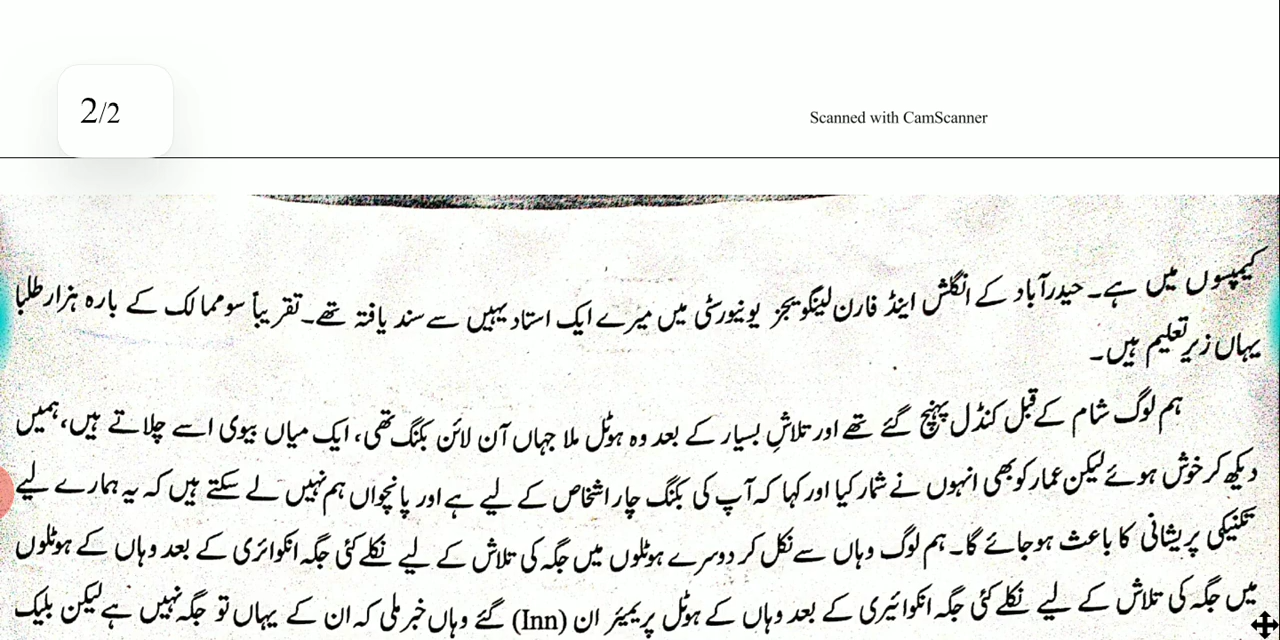 2/2
Scanned with CamScanner
کیمپسوں میں ہے۔ حیدرآباد کے انگلش اینڈ فارن لینگویجز یونیورسٹی میں میرے ایک استاد یہیں سے سند یافتہ تھے۔ تقریباً سو ممالک کے بارہ ہزار طلبا
یہاں زیر تعلیم ہیں۔
ہم لوگ شام کے قبل کنڈل پہنچ گئے تھے اور تلاشِ بسیار کے بعد وہ ہوٹل ملا جہاں آن لائن بکنگ تھی، ایک میاں بیوی اسے چلاتے ہیں، ہمیں
دیکھ کر خوش ہوئے لیکن عمار کو بھی انہوں نے شمار کیا اور کہا کہ آپ کی بکنگ چار اشخاص کے لیے ہے اور پانچواں ہم نہیں لے سکتے ہیں کہ یہ ہمارے لیے
تکنیکی پریشانی کا باعث ہو جائے گا۔ ہم لوگ وہاں سے نکل کر دوسرے ہوٹلوں میں جگہ کی تلاش کے لیے نکلے کئی جگہ انکوائری کے بعد وہاں کے ہوٹلوں
میں جگہ کی تلاش کے لیے نکلے کئی جگہ انکوائیری کے بعد وہاں کے ہوٹل پریمیئر ان (Inn) گئے وہاں خبر ملی کہ ان کے یہاں تو جگہ نہیں ہے لیکن بلیک